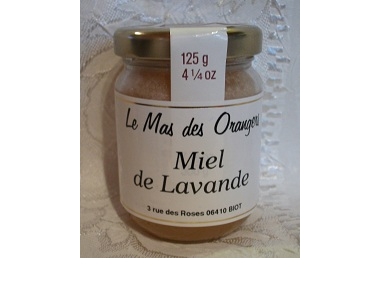 125 g
4 1/4 oz
Le Mas des Orangers
Miel
de Lavande
3 rue des Roses 06410 BIOT